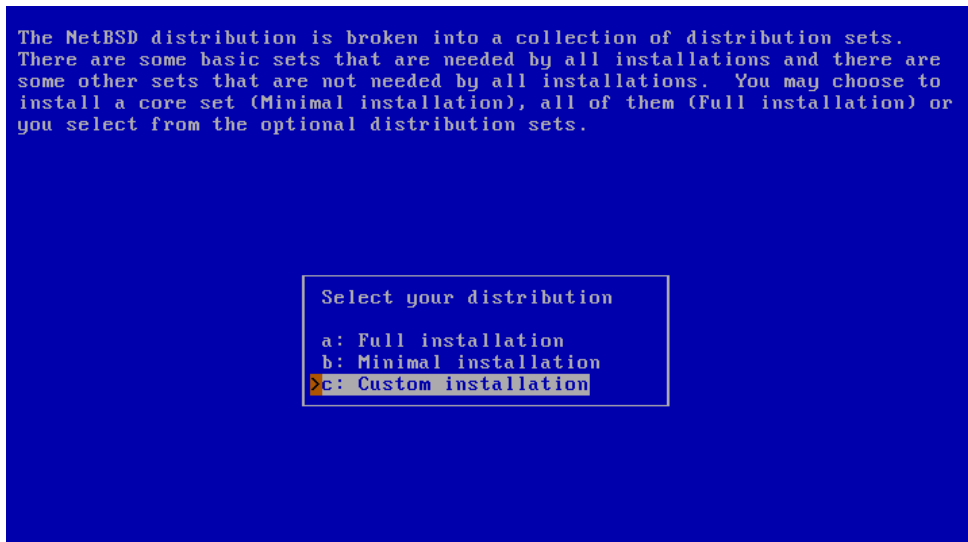 The NetBSD distribution is broken into a collection of distribution sets.
There are some basic sets that are needed by all installations and there are
some other sets that are not needed by all installations.  You may choose to
install a core set (Minimal installation), all of them (Full installation) or
you select from the optional distribution sets.
Select your distribution
a: Full installation
b: Minimal installation
>c: Custom installation